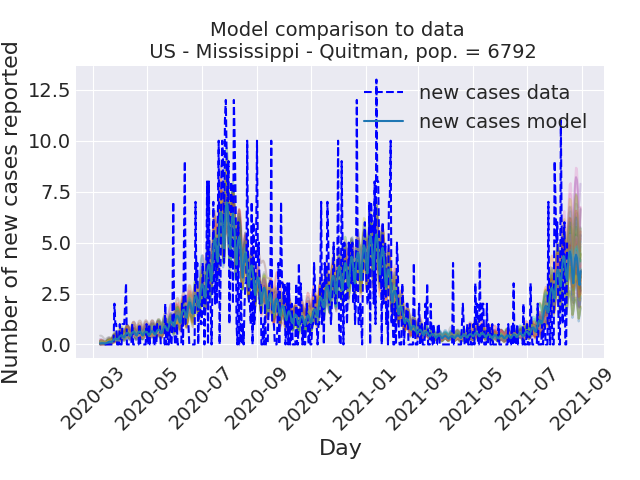 Model comparison to data
US - Mississippi - Quitman, pop. = 6792
Number of new cases reported
12.5
10.0
7.5
5.0
2.5
0.0
new cases data
new cases model
2020-03
2020-05
2020-07
2020-09
2020-11
2021-01
2021-03
2021-05
2021-07
2021-09
Day